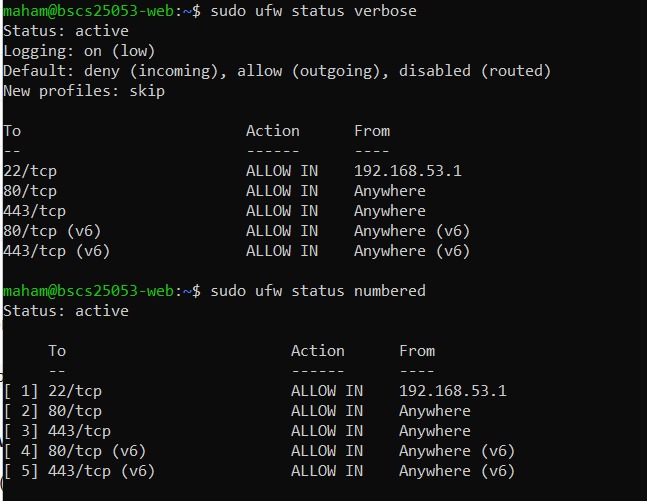 maham@bscs25053-web:~$ sudo ufw status verbose
Status: active
Logging: on (low)
Default: deny (incoming), allow (outgoing), disabled (routed)
New profiles: skip
To                         Action      From
--                         ------      ----
22/tcp                     ALLOW IN    192.168.53.1
80/tcp                     ALLOW IN    Anywhere
443/tcp                    ALLOW IN    Anywhere
80/tcp (v6)                ALLOW IN    Anywhere (v6)
443/tcp (v6)               ALLOW IN    Anywhere (v6)
maham@bscs25053-web:~$ sudo ufw status numbered
Status: active
     To                         Action      From
     --                         ------      ----
[ 1] 22/tcp                     ALLOW IN    192.168.53.1
[ 2] 80/tcp                     ALLOW IN    Anywhere
[ 3] 443/tcp                    ALLOW IN    Anywhere
[ 4] 80/tcp (v6)                ALLOW IN    Anywhere (v6)
[ 5] 443/tcp (v6)               ALLOW IN    Anywhere (v6)